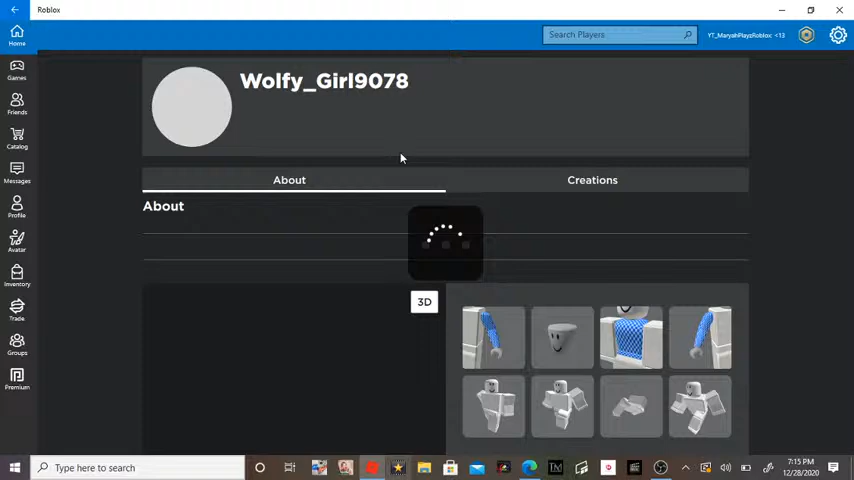 Roblox
Home
Search Players
YT_MaryahPlayzRoblox: <13
Games
Friends
Catalog
Messages
Profile
Avatar
Inventory
Trade
Groups
Premium
Wolfy_Girl9078
About
Creations
About
3D
Type here to search
7:15 PM
12/28/2020